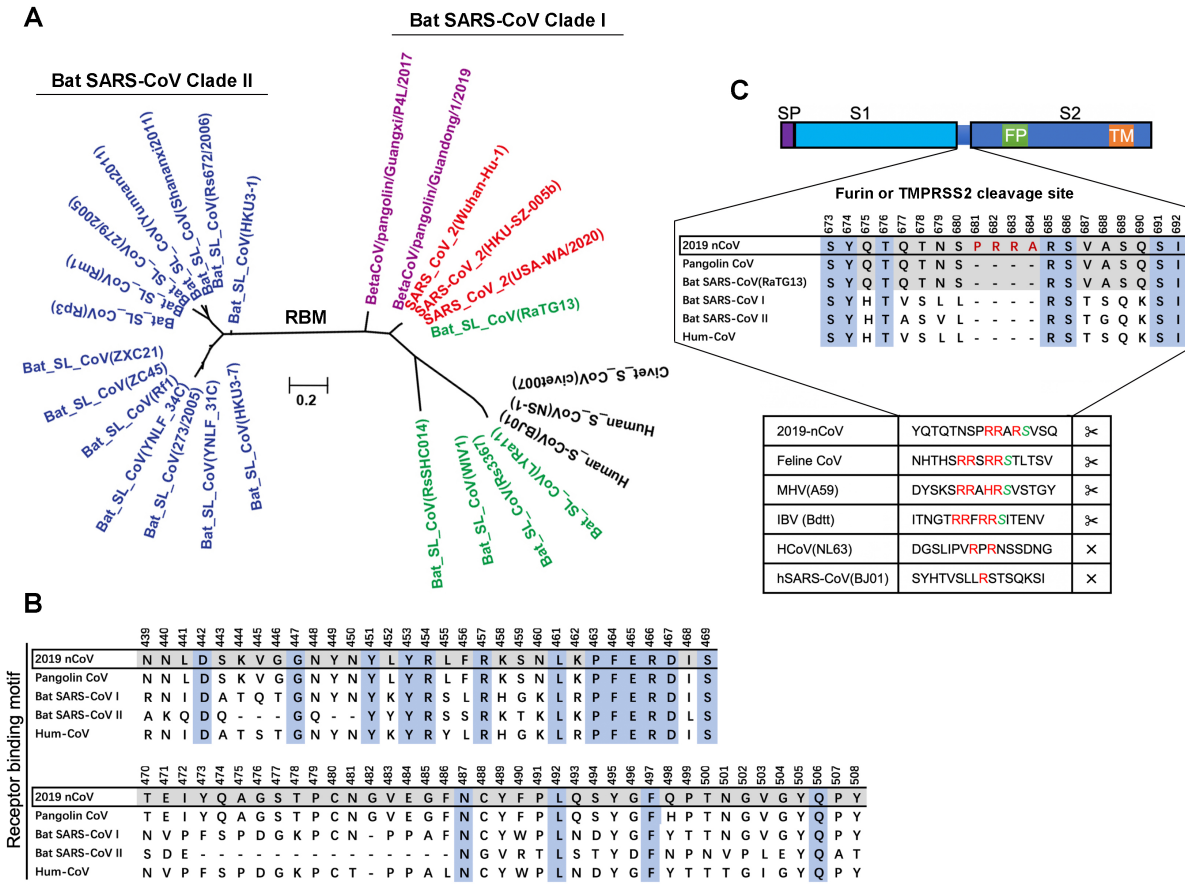 A
Bat SARS-CoV Clade I
Bat SARS-CoV Clade II
BetaCoV/pangolin/Guangxi/P4L/2017
BetaCoV/pangolin/Guandong/1/2019
SARS_CoV_2(Wuhan-Hu-1)
SARS-CoV_2(HKU-SZ-005b)
SARS_CoV_2(USA-WA/2020)
Bat_SL_CoV(RaTG13)
Civet_S_CoV(civet007)
Human_S_CoV(NS-1)
Human_S-CoV(BJ01)
Bat_SL_CoV(LYRa11)
Bat_SL_CoV(Rs3367)
Bat_SL_CoV(WIV1)
Bat_SL_CoV(RsSHC014)
Bat_SL_CoV(HKU3-1)
Bat_SL_CoV(Rs672/2006)
Bat_SL_CoV(Shananxi2011)
Bat_SL_CoV(Yunnan2011)
Bat_SL_CoV(279/2005)
Bat_SL_CoV(Rm1)
Bat_SL_CoV(Rp3)
Bat_SL_CoV(ZXC21)
Bat_SL_CoV(ZC45)
Bat_SL_CoV(Rf1)
Bat_SL_CoV(YNLF_34C)
Bat_SL_CoV(273/2005)
Bat_SL_CoV(YNLF_31C)
Bat_SL_CoV(HKU3-7)
RBM
0.2
B
Receptor binding motif
439 440 441 442 443 444 445 446 447 448 449 450 451 452 453 454 455 456 457 458 459 460 461 462 463 464 465 466 467 468 469
2019 nCoV N N L D S K V G G N Y N Y L Y R L F R K S N L K P F E R D I S
Pangolin CoV N N L D S K V G G N Y N Y L Y R L F R K S N L K P F E R D I S
Bat SARS-CoV I R N I D A T Q T G N Y N Y K Y R S L R H G K L R P F E R D I S
Bat SARS-CoV II A K Q D Q - - - G Q - - Y Y Y R S S R K T K L K P F E R D L S
Hum-CoV R N I D A T S T G N Y N Y K Y R Y L R H G K L R P F E R D I S
470 471 472 473 474 475 476 477 478 479 480 481 482 483 484 485 486 487 488 489 490 491 492 493 494 495 496 497 498 499 500 501 502 503 504 505 506 507 508
2019 nCoV T E I Y Q A G S T P C N G V E G F N C Y F P L Q S Y G F Q P T N G V G Y Q P Y
Pangolin CoV T E I Y Q A G S T P C N G V E G F N C Y F P L Q S Y G F H P T N G V G Y Q P Y
Bat SARS-CoV I N V P F S P D G K P C N - P P A F N C Y W P L N D Y G F Y T T N G V G Y Q P Y
Bat SARS-CoV II S D E - - - - - - - - - - - - - - N G V R T L S T Y D F N P N V P L E Y Q A T
Hum-CoV N V P F S P D G K P C T - P P A L N C Y W P L N D Y G F Y T T T G I G Y Q P Y
C
SP S1 S2
FP TM
Furin or TMPRSS2 cleavage site
673 674 675 676 677 678 679 680 681 682 683 684 685 686 687 688 689 690 691 692
2019 nCoV S Y Q T Q T N S P R R A R S V A S Q S I
Pangolin CoV S Y Q T Q T N S - - - - R S V A S Q S I
Bat SARS-CoV(RaTG13) S Y Q T Q T N S - - - - R S V A S Q S I
Bat SARS-CoV I S Y H T V S L L - - - - R S T S Q K S I
Bat SARS-CoV II S Y H T A S V L - - - - R S T G Q K S I
Hum-CoV S Y H T V S L L - - - - R S T S Q K S I
2019-nCoV YQTQTNSPRRARSVSQ ✂
Feline CoV NHTHSRRSRRSTLTSV ✂
MHV(A59) DYSKSRRAHRSVSTGY ✂
IBV (Bdtt) ITNGTRRFRRSITENV ✂
HCoV(NL63) DGSLIPVRPRNSSDNG ×
hSARS-CoV(BJ01) SYHTVSLLRSTSQKSI ×